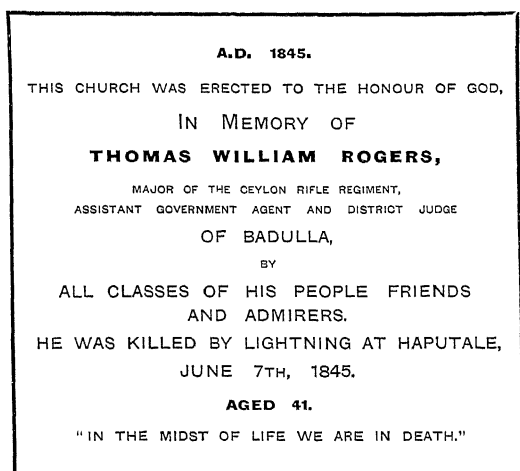 A.D. 1845.
THIS CHURCH WAS ERECTED TO THE HONOUR OF GOD,
IN MEMORY OF
THOMAS WILLIAM ROGERS,
MAJOR OF THE CEYLON RIFLE REGIMENT,
ASSISTANT GOVERNMENT AGENT AND DISTRICT JUDGE
OF BADULLA,
BY
ALL CLASSES OF HIS PEOPLE FRIENDS
AND ADMIRERS.
HE WAS KILLED BY LIGHTNING AT HAPUTALE,
JUNE 7TH, 1845.
AGED 41.
"IN THE MIDST OF LIFE WE ARE IN DEATH."